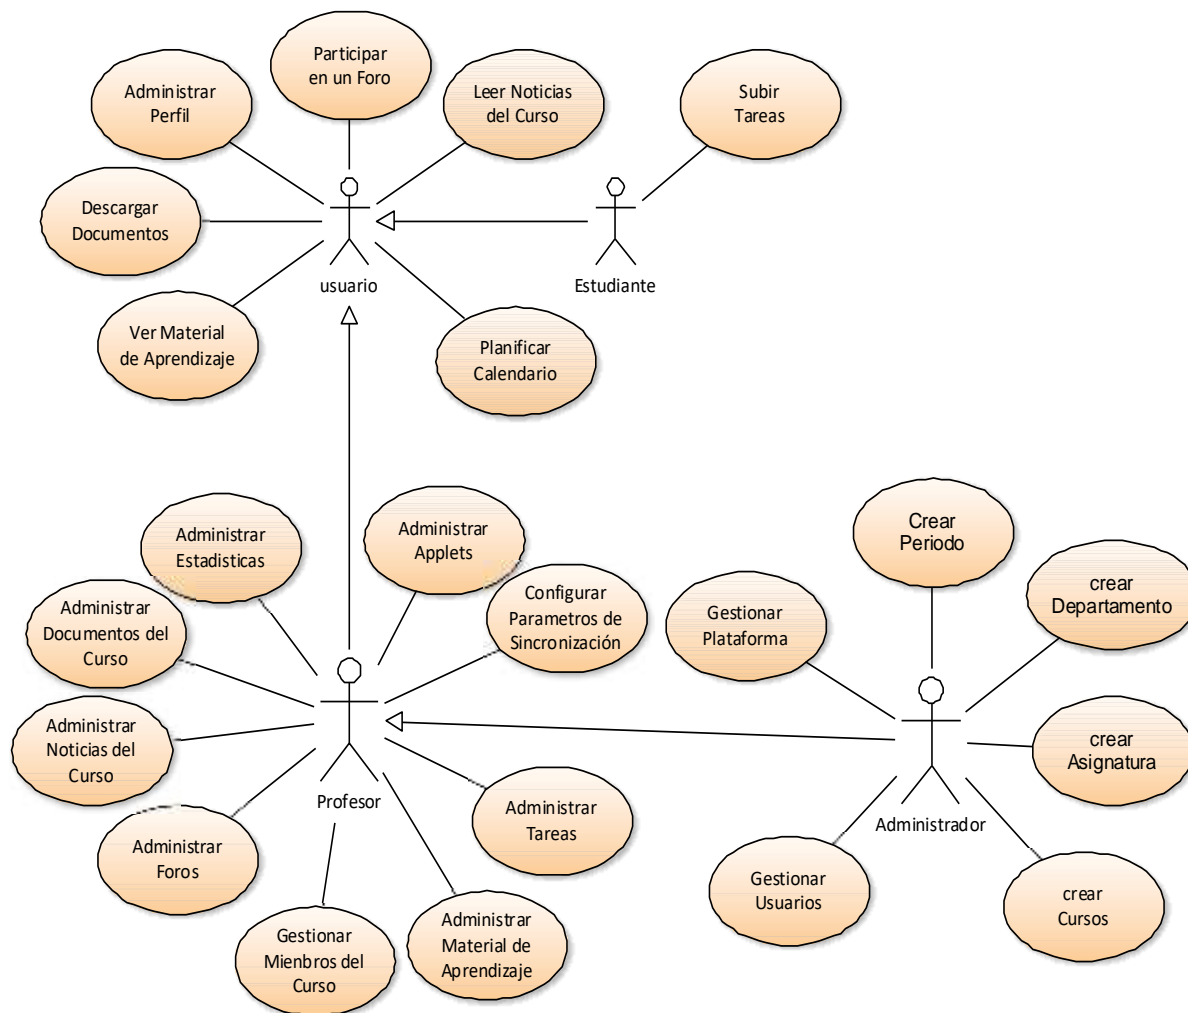 Participar
en un Foro
Administrar
Perfil
Leer Noticias
del Curso
Subir
Tareas
Descargar
Documentos
usuario
Estudiante
Ver Material
de Aprendizaje
Planificar
Calendario
Administrar
Estadisticas
Administrar
Applets
Crear
Periodo
Administrar
Documentos del
Curso
Configurar
Parametros de
Sincronización
Gestionar
Plataforma
crear
Departamento
Administrar
Noticias del
Curso
crear
Asignatura
Profesor
Administrar
Tareas
Administrador
Administrar
Foros
Gestionar
Usuarios
crear
Cursos
Gestionar
Mienbros del
Curso
Administrar
Material de
Aprendizaje